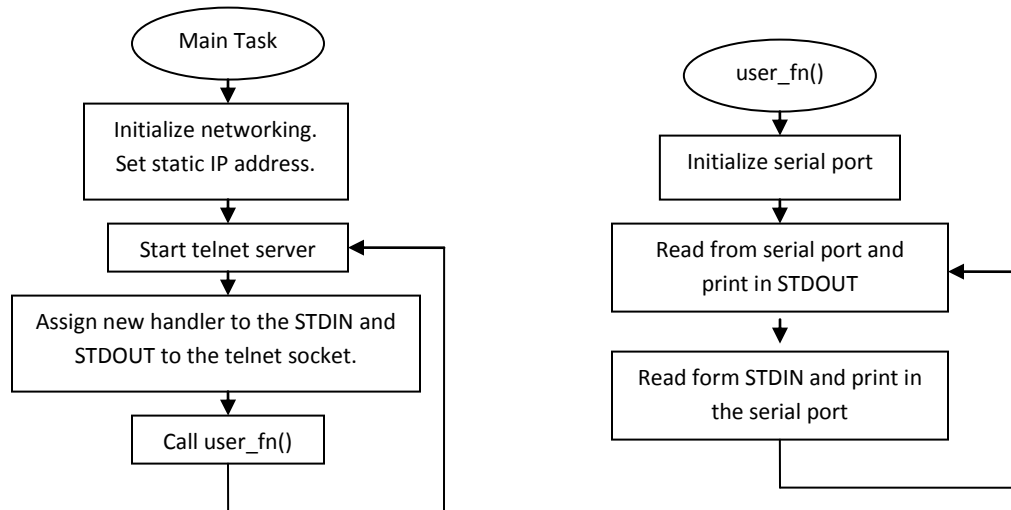 Main Task
Initialize networking.
Set static IP address.
Start telnet server
Assign new handler to the STDIN and
STDOUT to the telnet socket.
Call user_fn()
user_fn()
Initialize serial port
Read from serial port and
print in STDOUT
Read form STDIN and print in
the serial port